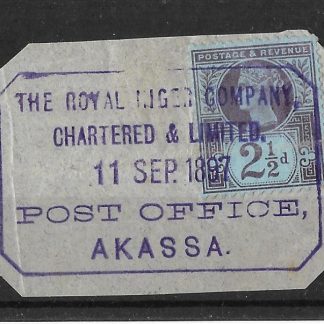 POSTAGE & REVENUE
THE ROYAL NIGER COMPANY,
CHARTERED & LIMITED.
11 SEP. 1897
2½d
POST OFFICE,
AKASSA.